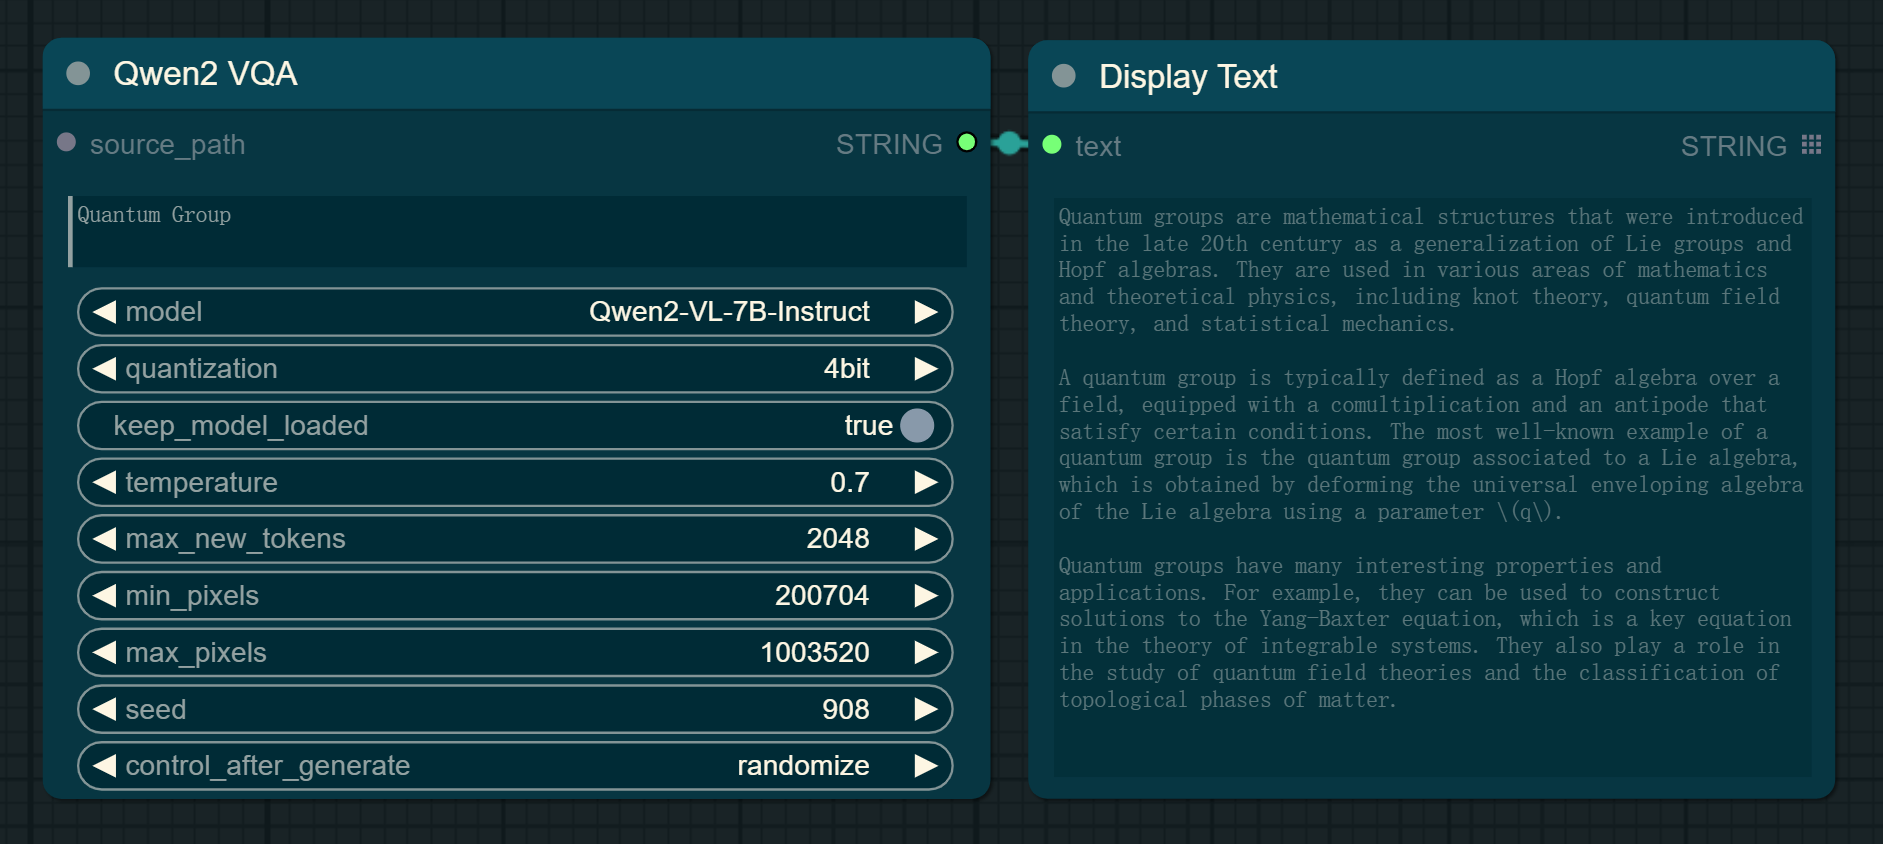 Qwen2 VQA
source_path
STRING
Quantum Group
model
Qwen2-VL-7B-Instruct
quantization
4bit
keep_model_loaded
true
temperature
0.7
max_new_tokens
2048
min_pixels
200704
max_pixels
1003520
seed
908
control_after_generate
randomize
Display Text
text
STRING
Quantum groups are mathematical structures that were introduced
in the late 20th century as a generalization of Lie groups and
Hopf algebras. They are used in various areas of mathematics
and theoretical physics, including knot theory, quantum field
theory, and statistical mechanics.
A quantum group is typically defined as a Hopf algebra over a
field, equipped with a comultiplication and an antipode that
satisfy certain conditions. The most well-known example of a
quantum group is the quantum group associated to a Lie algebra,
which is obtained by deforming the universal enveloping algebra
of the Lie algebra using a parameter \(q\).
Quantum groups have many interesting properties and
applications. For example, they can be used to construct
solutions to the Yang-Baxter equation, which is a key equation
in the theory of integrable systems. They also play a role in
the study of quantum field theories and the classification of
topological phases of matter.